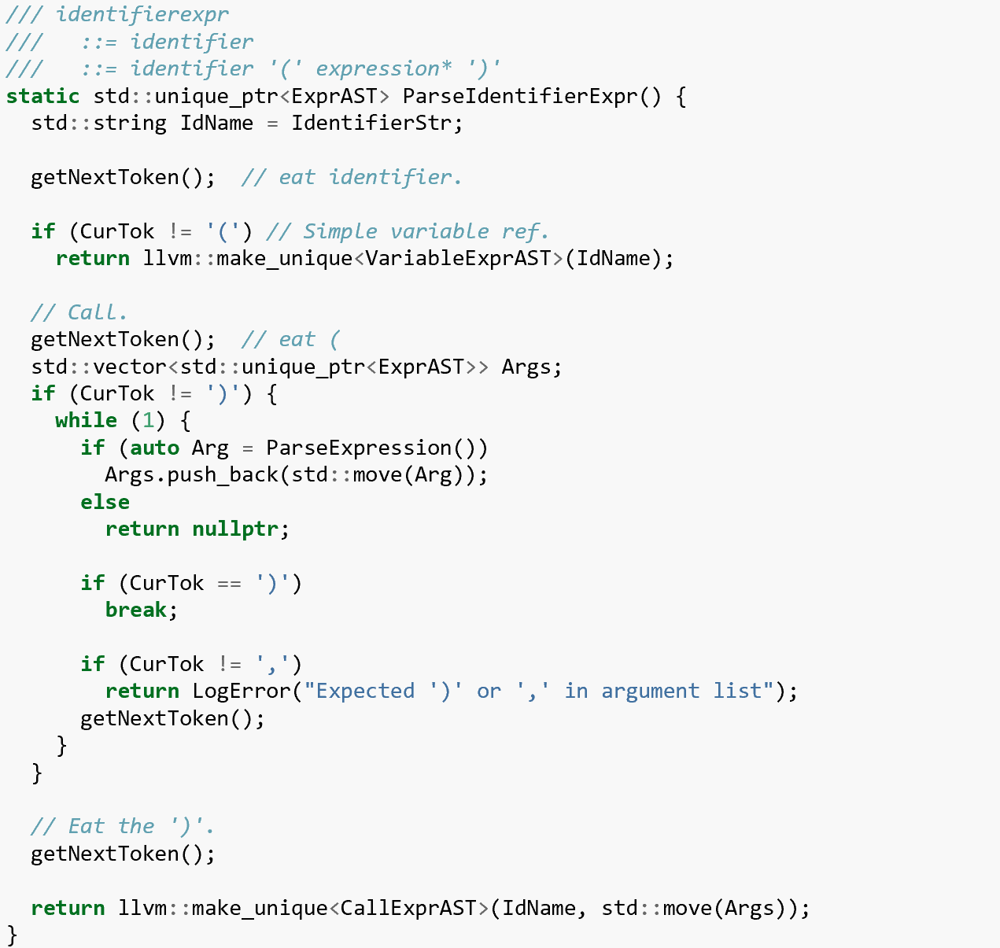 /// identifierexpr
///   ::= identifier
///   ::= identifier '(' expression* ')'
static std::unique_ptr<ExprAST> ParseIdentifierExpr() {
  std::string IdName = IdentifierStr;

  getNextToken();  // eat identifier.

  if (CurTok != '(') // Simple variable ref.
    return llvm::make_unique<VariableExprAST>(IdName);

  // Call.
  getNextToken();  // eat (
  std::vector<std::unique_ptr<ExprAST>> Args;
  if (CurTok != ')') {
    while (1) {
      if (auto Arg = ParseExpression())
        Args.push_back(std::move(Arg));
      else
        return nullptr;

      if (CurTok == ')')
        break;

      if (CurTok != ',')
        return LogError("Expected ')' or ',' in argument list");
      getNextToken();
    }
  }

  // Eat the ')'.
  getNextToken();

  return llvm::make_unique<CallExprAST>(IdName, std::move(Args));
}